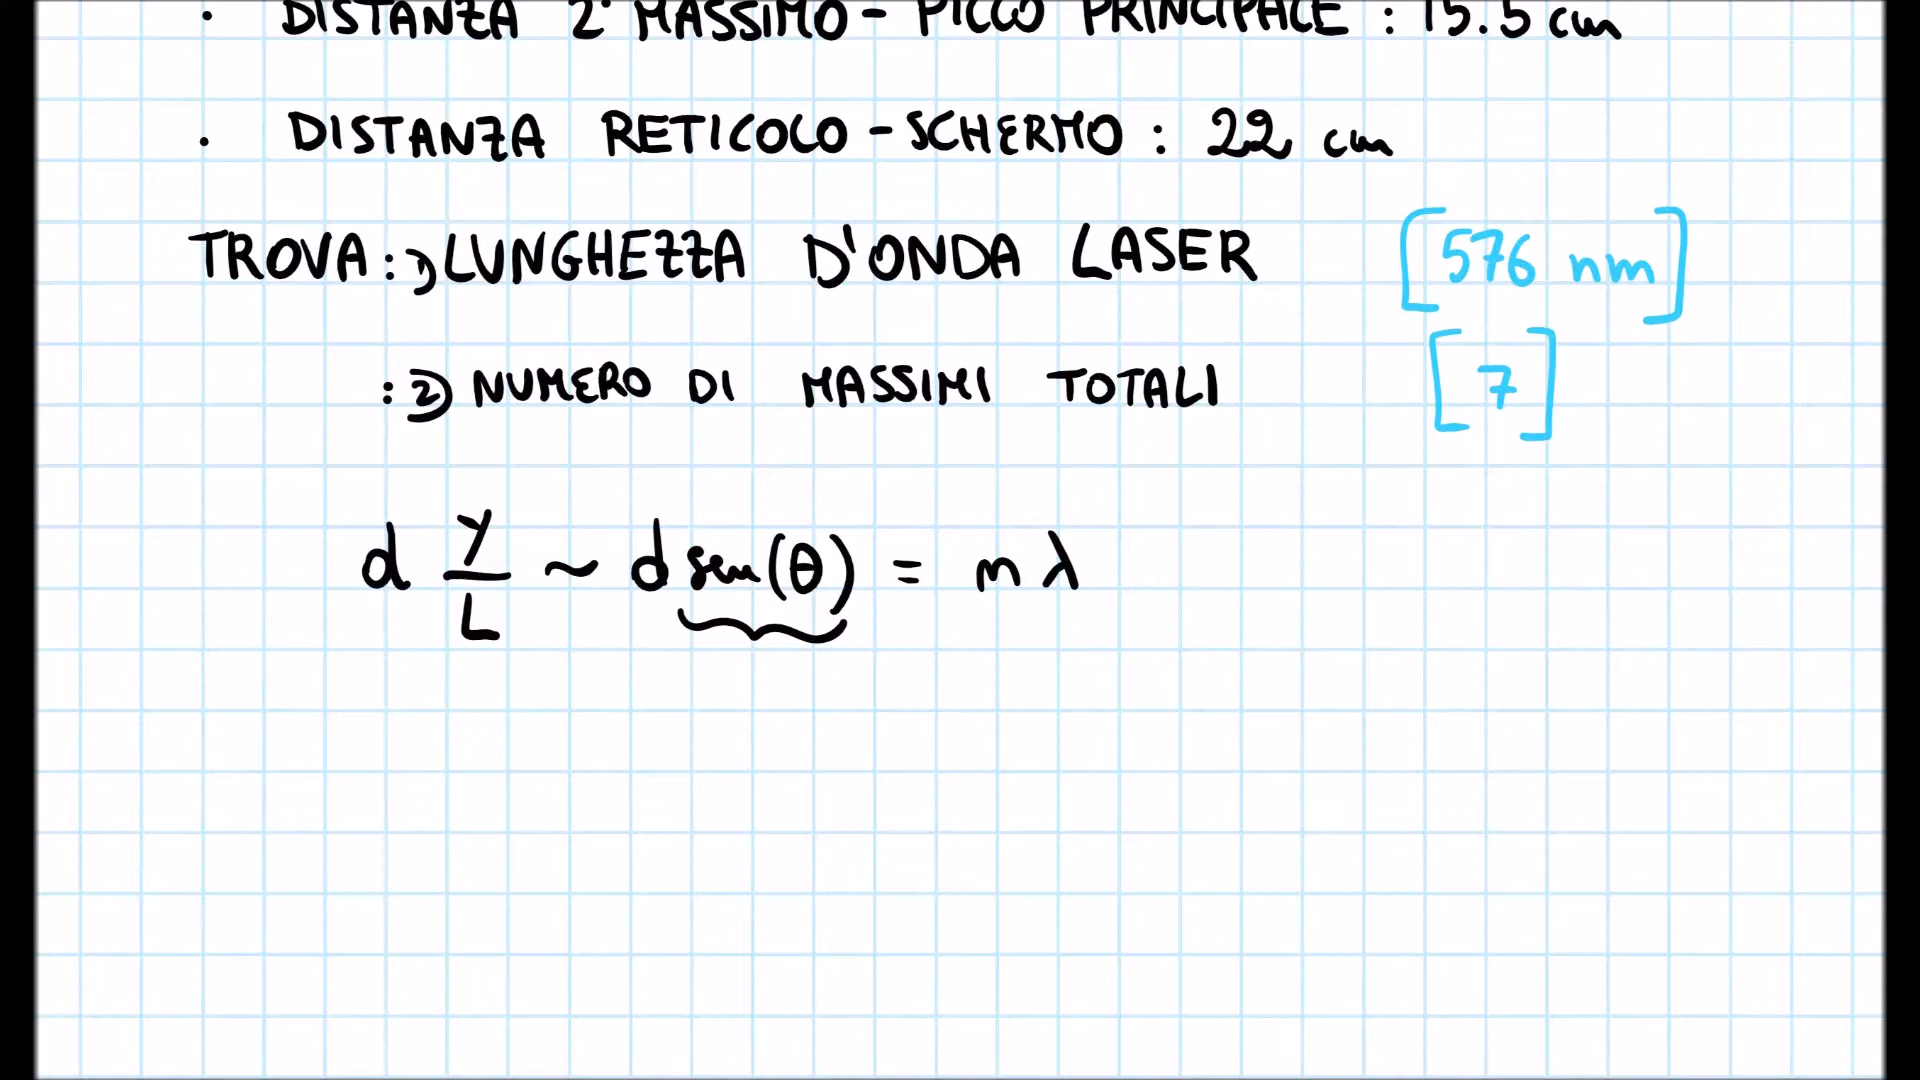 · DISTANZA 2° MASSIMO - PICCO PRINCIPALE : 15.5 cm
· DISTANZA RETICOLO - SCHERMO : 22 cm
TROVA : 1) LUNGHEZZA D'ONDA LASER [576 nm]
: 2) NUMERO DI MASSIMI TOTALI [7]
d y/L ~ d sen(θ) = m λ